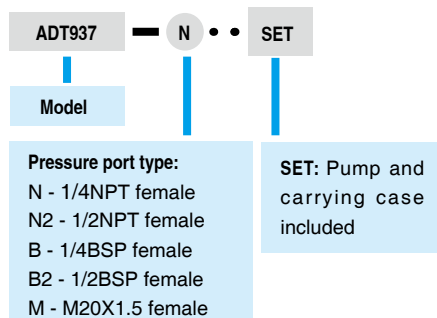 ADT937 N SET
Model
Pressure port type:
N - 1/4NPT female
N2 - 1/2NPT female
B - 1/4BSP female
B2 - 1/2BSP female
M - M20X1.5 female
SET: Pump and
carrying case
included